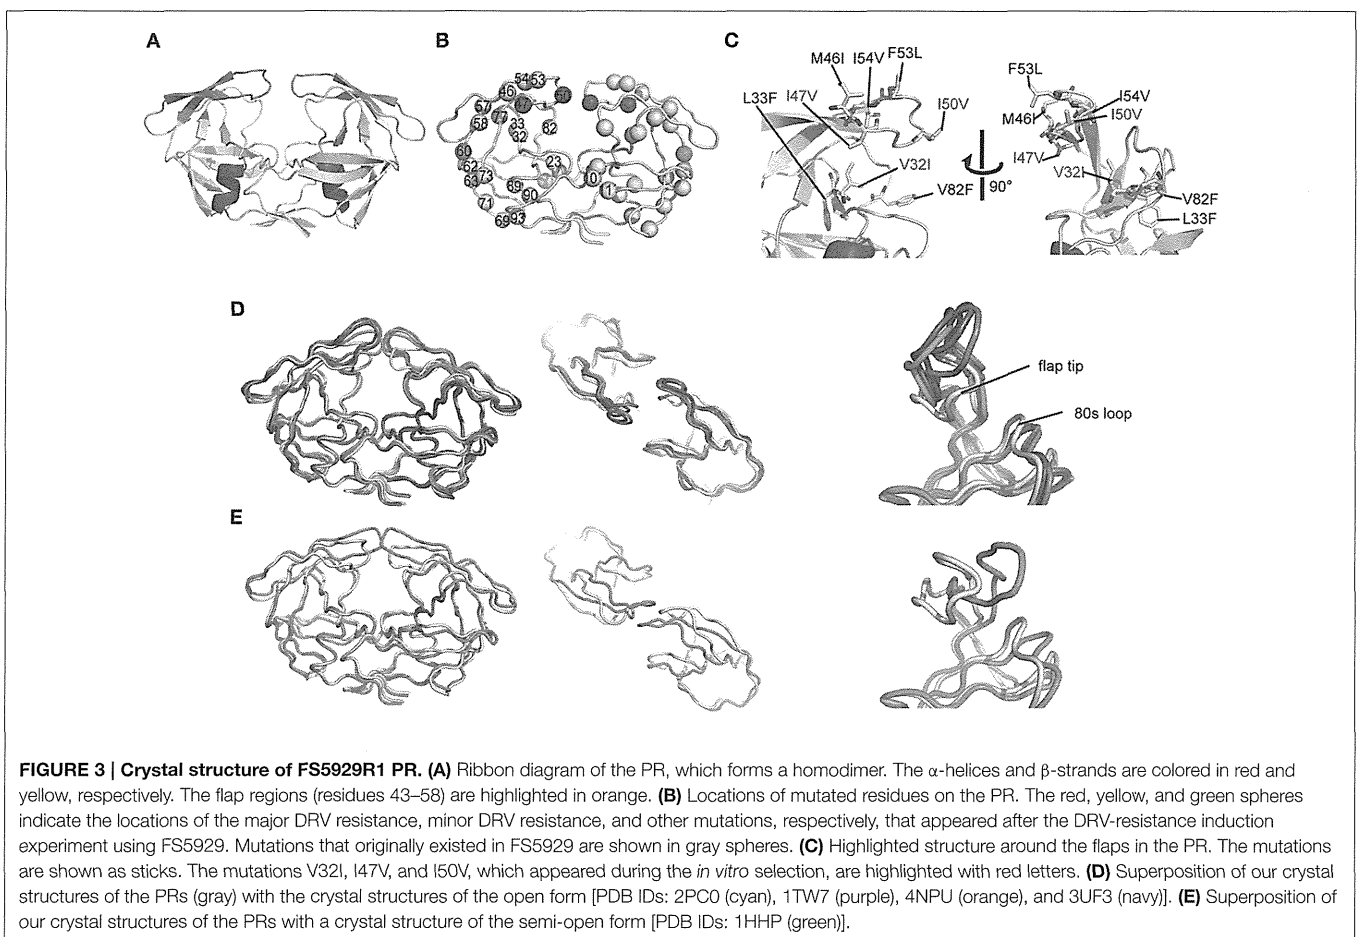 A
B
C
54 53
46
47
50
57
77
58
33
32
82
60
62
73
63
23
89
90
10
11
71
69 93
M46I I54V F53L
L33F I47V
I50V
V32I
V82F
90°
F53L
I54V
M46I
I50V
I47V
V32I
V82F
L33F
D
flap tip
80s loop
E
FIGURE 3 | Crystal structure of FS5929R1 PR. (A) Ribbon diagram of the PR, which forms a homodimer. The α-helices and β-strands are colored in red and
yellow, respectively. The flap regions (residues 43–58) are highlighted in orange. (B) Locations of mutated residues on the PR. The red, yellow, and green spheres
indicate the locations of the major DRV resistance, minor DRV resistance, and other mutations, respectively, that appeared after the DRV-resistance induction
experiment using FS5929. Mutations that originally existed in FS5929 are shown in gray spheres. (C) Highlighted structure around the flaps in the PR. The mutations
are shown as sticks. The mutations V32I, I47V, and I50V, which appeared during the in vitro selection, are highlighted with red letters. (D) Superposition of our crystal
structures of the PRs (gray) with the crystal structures of the open form [PDB IDs: 2PC0 (cyan), 1TW7 (purple), 4NPU (orange), and 3UF3 (navy)]. (E) Superposition of
our crystal structures of the PRs with a crystal structure of the semi-open form [PDB IDs: 1HHP (green)].